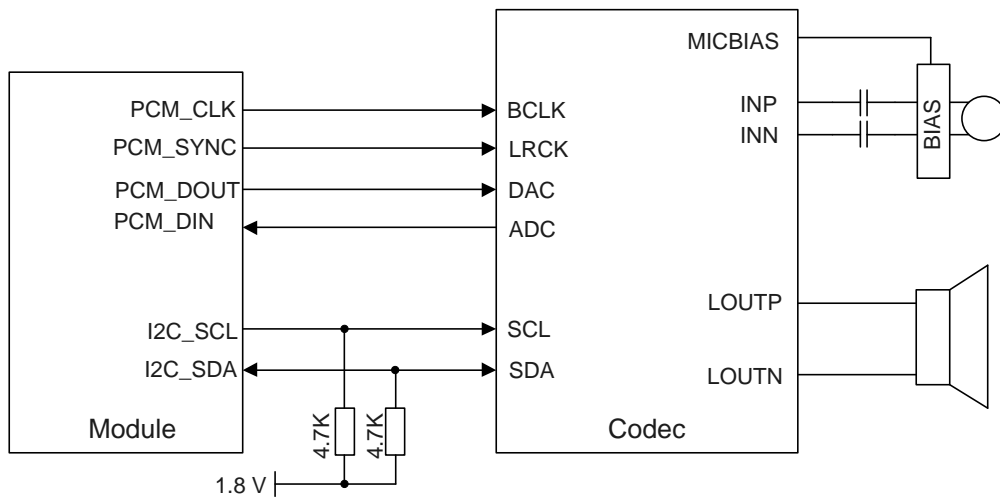 MICBIAS
PCM_CLK
BCLK
INP
PCM_SYNC
LRCK
INN
BIAS
PCM_DOUT
DAC
PCM_DIN
ADC
LOUTP
I2C_SCL
SCL
I2C_SDA
SDA
LOUTN
Module
4.7K
4.7K
Codec
1.8 V